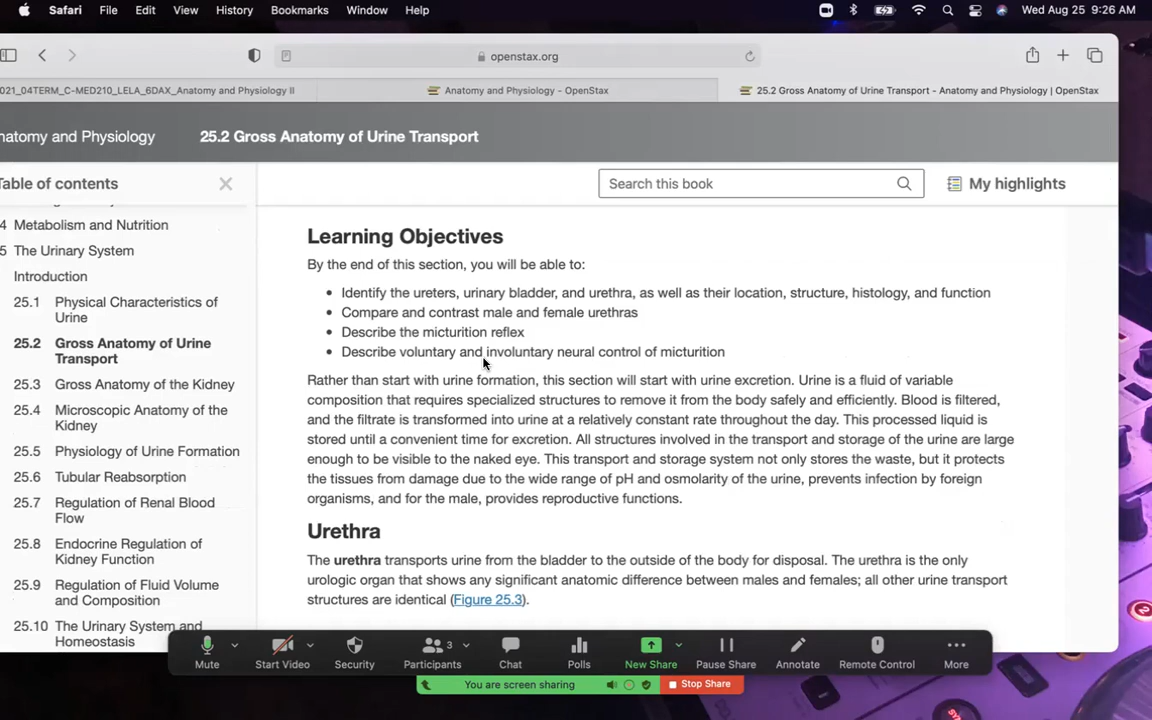 Safari File Edit View History Bookmarks Window Help Wed Aug 25 9:26 AM
openstax.org
021_04TERM_C-MED210_LELA_6DAX_Anatomy and Physiology II
Anatomy and Physiology - OpenStax
25.2 Gross Anatomy of Urine Transport - Anatomy and Physiology | OpenStax
natomy and Physiology
25.2 Gross Anatomy of Urine Transport
Table of contents
Search this book
My highlights
4 Metabolism and Nutrition
5 The Urinary System
Introduction
25.1 Physical Characteristics of
Urine
25.2 Gross Anatomy of Urine
Transport
25.3 Gross Anatomy of the Kidney
25.4 Microscopic Anatomy of the
Kidney
25.5 Physiology of Urine Formation
25.6 Tubular Reabsorption
25.7 Regulation of Renal Blood
Flow
25.8 Endocrine Regulation of
Kidney Function
25.9 Regulation of Fluid Volume
and Composition
25.10 The Urinary System and
Homeostasis
Learning Objectives
By the end of this section, you will be able to:
• Identify the ureters, urinary bladder, and urethra, as well as their location, structure, histology, and function
• Compare and contrast male and female urethras
• Describe the micturition reflex
• Describe voluntary and involuntary neural control of micturition
Rather than start with urine formation, this section will start with urine excretion. Urine is a fluid of variable
composition that requires specialized structures to remove it from the body safely and efficiently. Blood is filtered,
and the filtrate is transformed into urine at a relatively constant rate throughout the day. This processed liquid is
stored until a convenient time for excretion. All structures involved in the transport and storage of the urine are large
enough to be visible to the naked eye. This transport and storage system not only stores the waste, but it protects
the tissues from damage due to the wide range of pH and osmolarity of the urine, prevents infection by foreign
organisms, and for the male, provides reproductive functions.
Urethra
The urethra transports urine from the bladder to the outside of the body for disposal. The urethra is the only
urologic organ that shows any significant anatomic difference between males and females; all other urine transport
structures are identical (Figure 25.3).
3
Mute Start Video Security Participants Chat Polls New Share Pause Share Annotate Remote Control More
You are screen sharing Stop Share